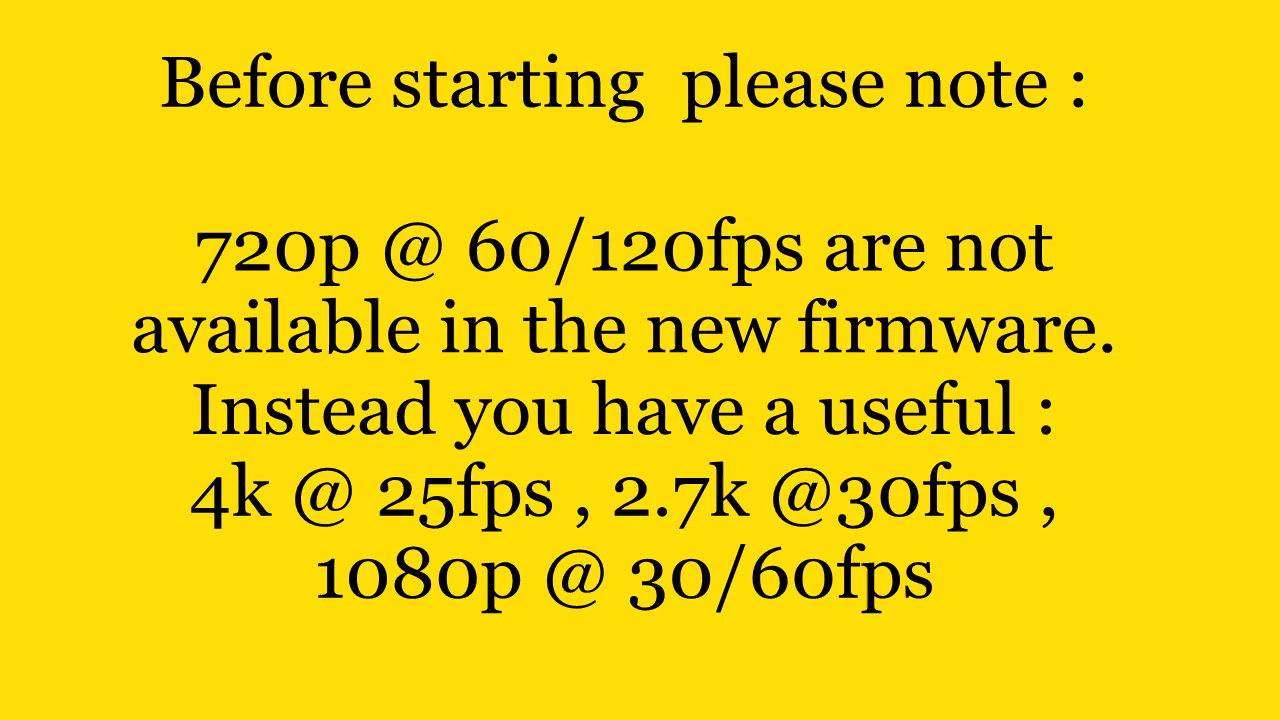 Before starting  please note :
720p @ 60/120fps are not
available in the new firmware.
Instead you have a useful :
4k @ 25fps , 2.7k @30fps ,
1080p @ 30/60fps